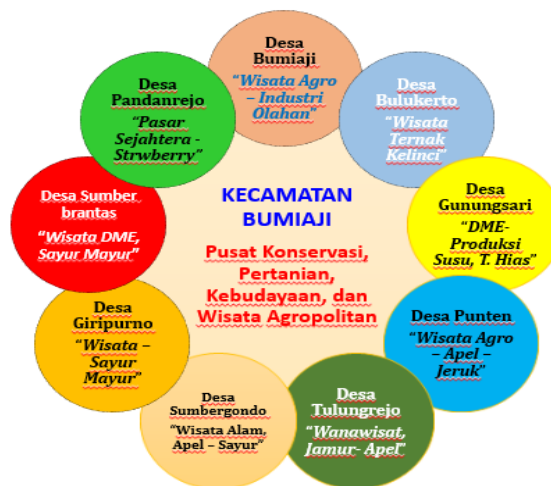 Desa
Bumiaji
“Wisata Agro
– Industri
Olahan”
Desa
Bulukerto
“Wisata
Ternak
Kelinci”
Desa
Gunungsari
“DME-
Produksi
Susu, T. Hias”
Desa Punten
“Wisata Agro
– Apel –
Jeruk”
Desa
Tulungrejo
“Wanawisat,
Jamur- Apel”
Desa
Sumbergondo
“Wisata Alam,
Apel – Sayur”
Desa
Giripurno
“Wisata –
Sayur
Mayur”
Desa Sumber
brantas
“Wisata DME,
Sayur Mayur”
Desa
Pandanrejo
“Pasar
Sejahtera -
Strwberry”
KECAMATAN
BUMIAJI
Pusat Konservasi,
Pertanian,
Kebudayaan, dan
Wisata Agropolitan